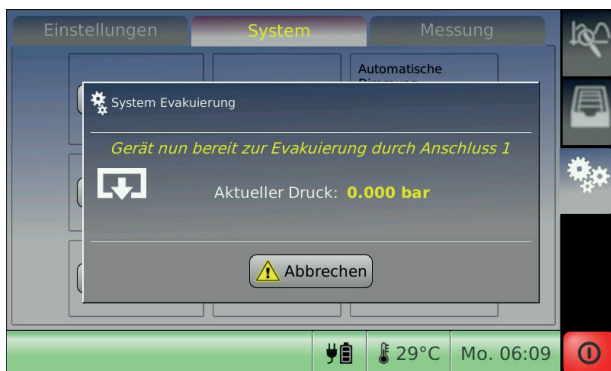 Einstellungen
System
Messung
Automatische
System Evakuierung
Gerät nun bereit zur Evakuierung durch Anschluss 1
Aktueller Druck: 0.000 bar
Abbrechen
29°C
Mo. 06:09